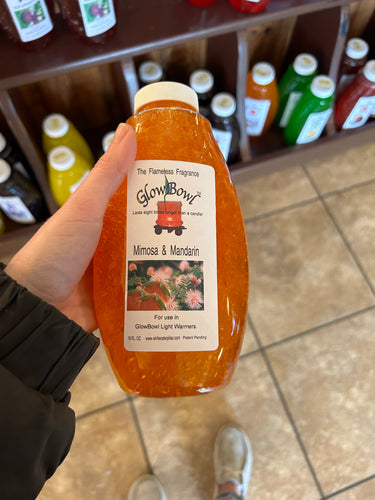 The Flameless Fragrance
GlowBowl TM
Lasts eight times longer than a candle!
Mimosa & Mandarin
For use in
GlowBowl Light Warmers.
Patent Pending